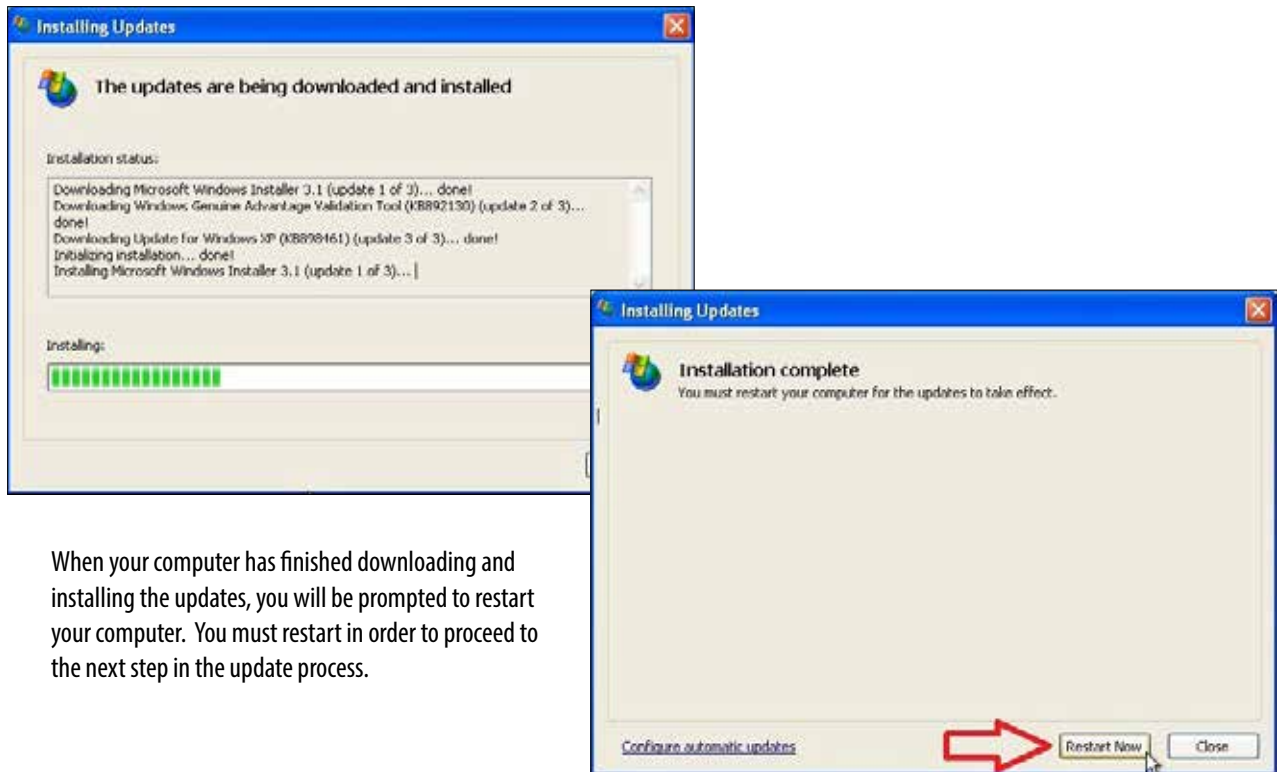 Installing Updates
The updates are being downloaded and installed
Installation status:
Downloading Microsoft Windows Installer 3.1 (update 1 of 3)... done!
Downloading Windows Genuine Advantage Validation Tool (KB892130) (update 2 of 3)...
done!
Downloading Update for Windows XP (KB898461) (update 3 of 3)... done!
Initializing installation... done!
Installing Microsoft Windows Installer 3.1 (update 1 of 3)...
Installing:
Installing Updates
Installation complete
You must restart your computer for the updates to take effect.
Configure automatic updates
Restart Now
Close
When your computer has finished downloading and
installing the updates, you will be prompted to restart
your computer. You must restart in order to proceed to
the next step in the update process.